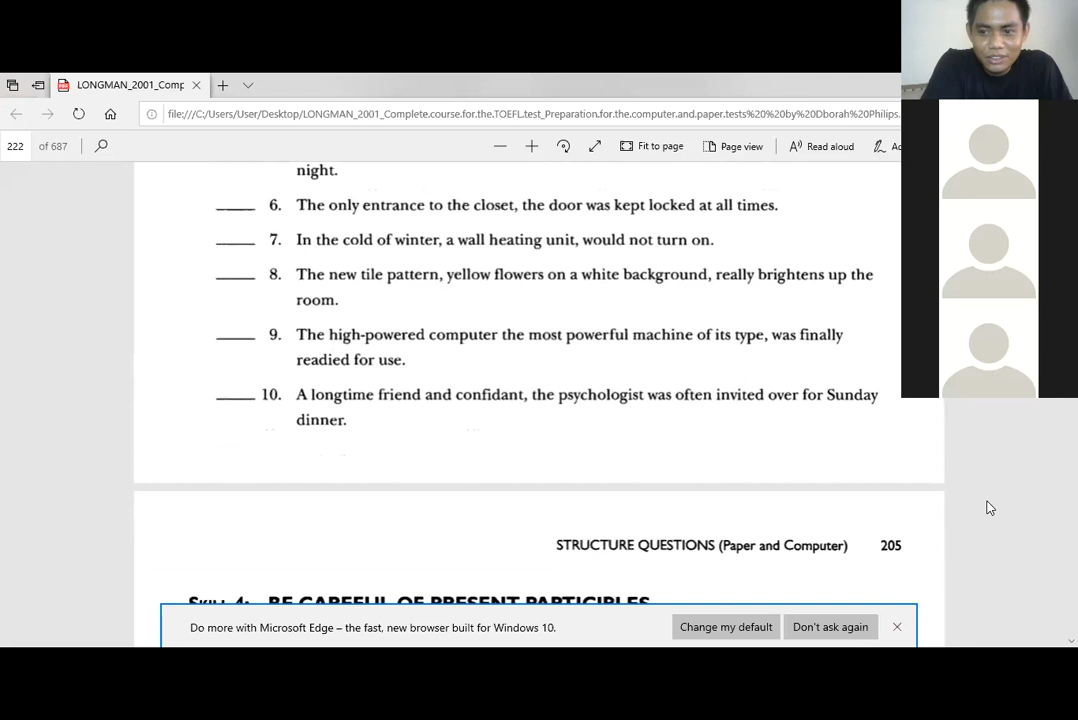 LONGMAN_2001_Comp
file:///C:/Users/User/Desktop/LONGMAN_2001_Complete.course.for.the.TOEFL.test_Preparation.for.the.computer.and.paper.tests%20%20by%20Dborah%20Philips.
222 of 687 Fit to page Page view Read aloud
night.
____ 6. The only entrance to the closet, the door was kept locked at all times.
____ 7. In the cold of winter, a wall heating unit, would not turn on.
____ 8. The new tile pattern, yellow flowers on a white background, really brightens up the
room.
____ 9. The high-powered computer the most powerful machine of its type, was finally
readied for use.
____ 10. A longtime friend and confidant, the psychologist was often invited over for Sunday
dinner.
STRUCTURE QUESTIONS (Paper and Computer) 205
SKILL 4: BE CAREFUL OF PRESENT PARTICIPLES
Do more with Microsoft Edge – the fast, new browser built for Windows 10. Change my default Don't ask again